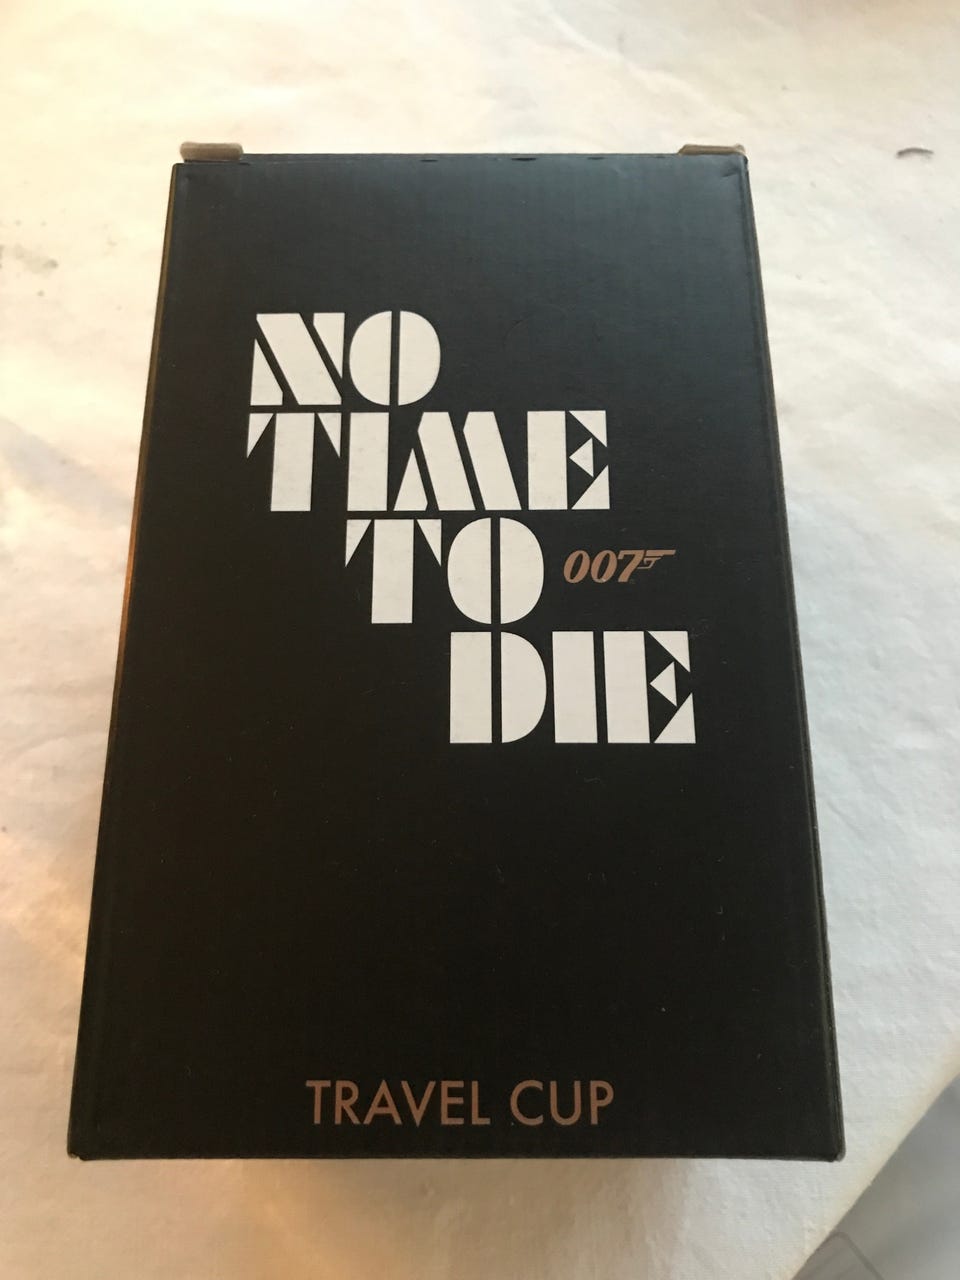 NO
TIME
TO
007
DIE
TRAVEL CUP